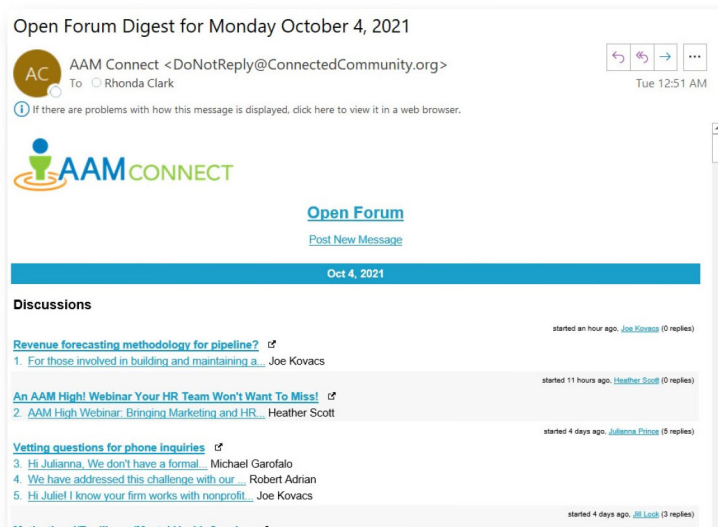 Open Forum Digest for Monday October 4, 2021
AC
AAM Connect <DoNotReply@ConnectedCommunity.org>
To Rhonda Clark
Tue 12:51 AM
If there are problems with how this message is displayed, click here to view it in a web browser.
AAM CONNECT
Open Forum
Post New Message
Oct 4, 2021
Discussions
started an hour ago, Joe Kovacs (0 replies)
Revenue forecasting methodology for pipeline?
1. For those involved in building and maintaining a... Joe Kovacs
started 11 hours ago, Heather Scott (0 replies)
An AAM High! Webinar Your HR Team Won't Want To Miss!
2. AAM High Webinar: Bringing Marketing and HR... Heather Scott
started 4 days ago, Julianna Prince (5 replies)
Vetting questions for phone inquiries
3. Hi Julianna, We don't have a formal... Michael Garofalo
4. We have addressed this challenge with our ... Robert Adrian
5. Hi Julie! I know your firm works with nonprofit... Joe Kovacs
started 4 days ago, Jill Lock (3 replies)